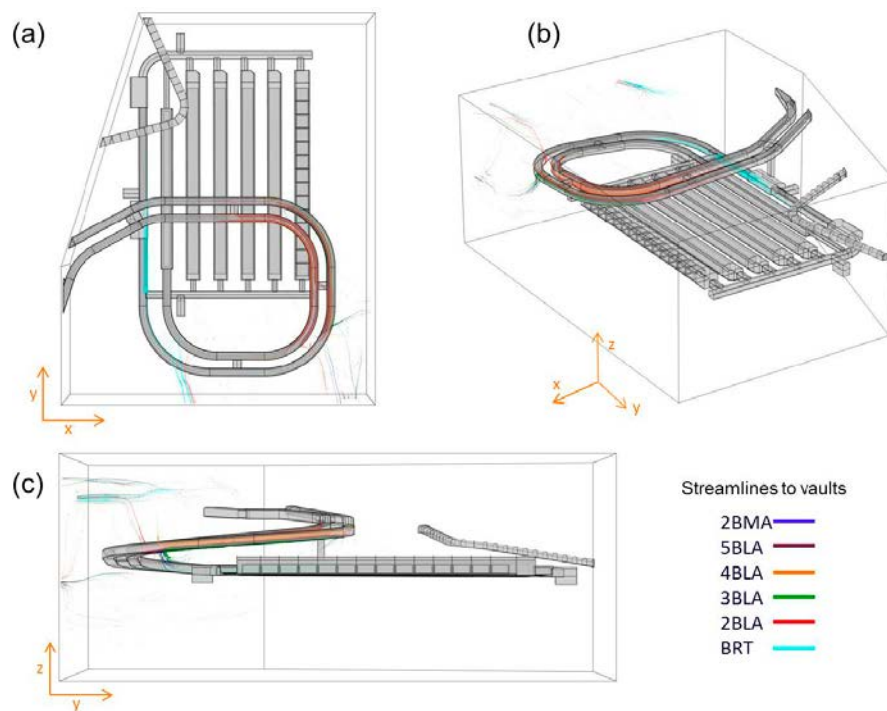 (a)
(b)
y
x
z
x
y
(c)
z
y
Streamlines to vaults
2BMA
5BLA
4BLA
3BLA
2BLA
BRT